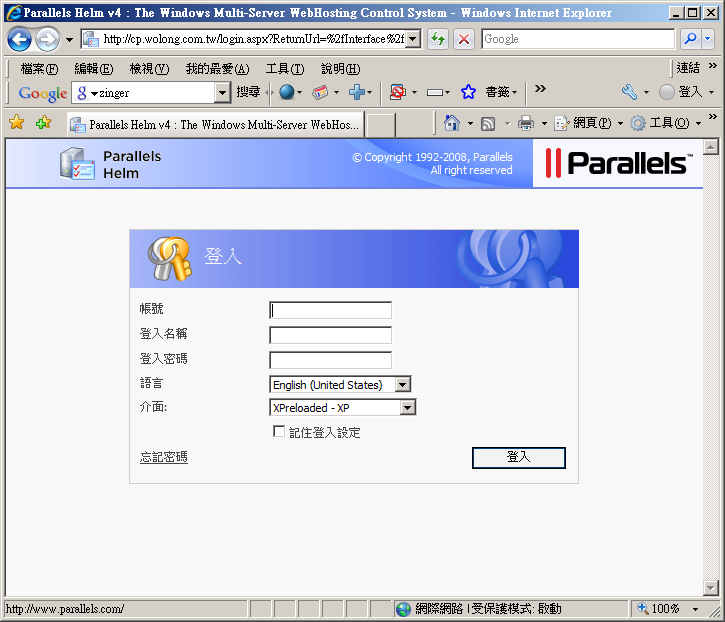 Parallels Helm v4 : The Windows Multi-Server WebHosting Control System - Windows Internet Explorer
http://cp.wolong.com.tw/login.aspx?ReturnUrl=%2fInterface%2f
Google
檔案(F) 編輯(E) 檢視(V) 我的最愛(A) 工具(T) 說明(H) 連結 »
Google zinger 搜尋 書籤 » 登入
Parallels Helm v4 : The Windows Multi-Server WebHos... 網頁(P) 工具(O) »
Parallels
Helm
© Copyright 1992-2008, Parallels
All right reserved
Parallels™
登入
帳號
登入名稱
登入密碼
語言 English (United States)
介面: XPreloaded - XP
記住登入設定
忘記密碼 登入
http://www.parallels.com/ 網際網路 | 受保護模式: 啟動 100%